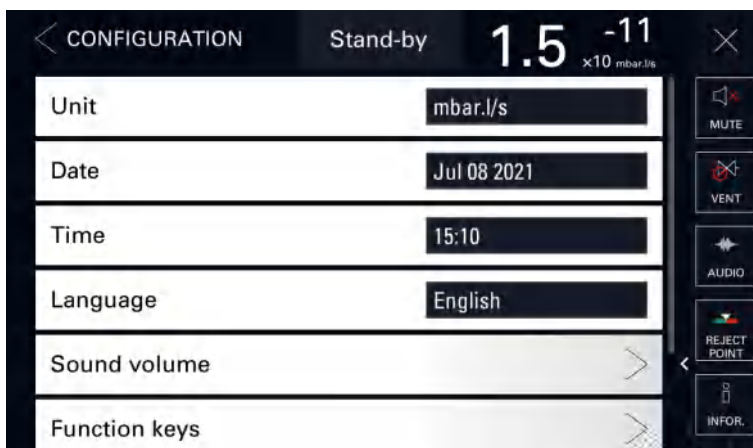 CONFIGURATION
Stand-by
1.5 x10 -11 mbar.l/s
MUTE
VENT
AUDIO
REJECT
POINT
INFOR.
Unit
mbar.l/s
Date
Jul 08 2021
Time
15:10
Language
English
Sound volume
Function keys